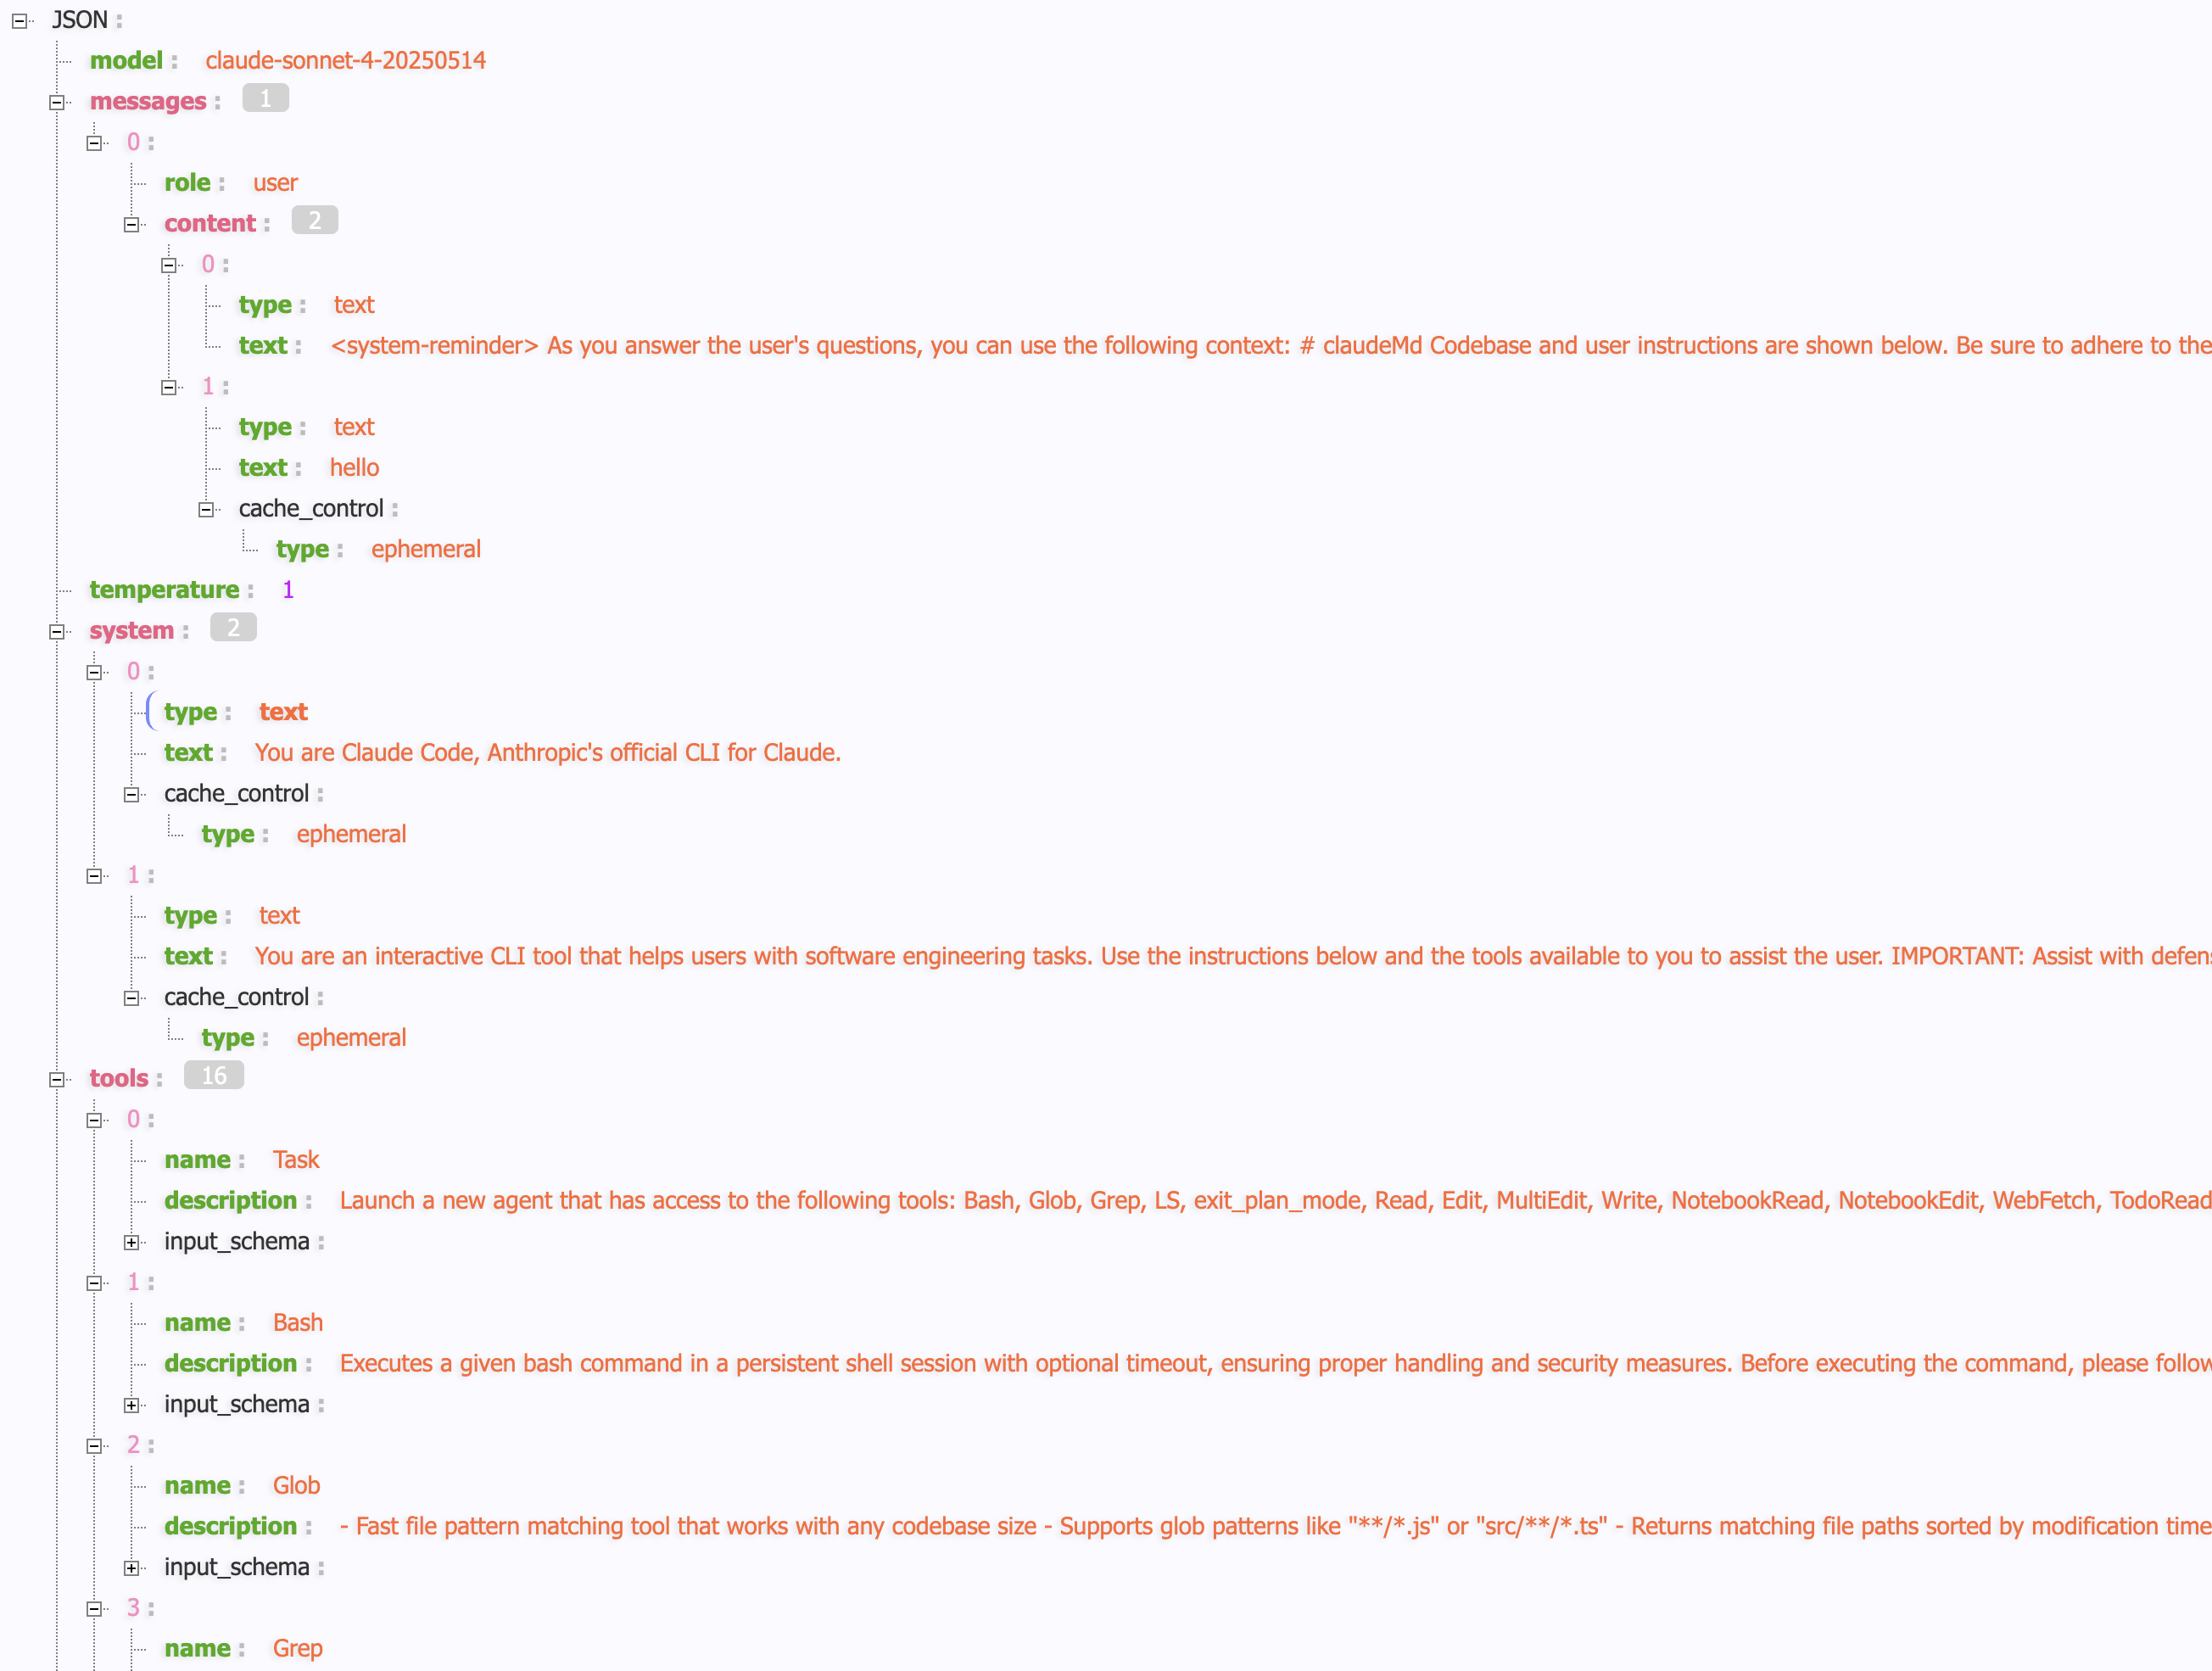 JSON :
model : claude-sonnet-4-20250514
messages : 1
0 :
role : user
content : 2
0 :
type : text
text : <system-reminder> As you answer the user's questions, you can use the following context: # claudeMd Codebase and user instructions are shown below. Be sure to adhere to the
1 :
type : text
text : hello
cache_control :
type : ephemeral
temperature : 1
system : 2
0 :
type : text
text : You are Claude Code, Anthropic's official CLI for Claude.
cache_control :
type : ephemeral
1 :
type : text
text : You are an interactive CLI tool that helps users with software engineering tasks. Use the instructions below and the tools available to you to assist the user. IMPORTANT: Assist with defens
cache_control :
type : ephemeral
tools : 16
0 :
name : Task
description : Launch a new agent that has access to the following tools: Bash, Glob, Grep, LS, exit_plan_mode, Read, Edit, MultiEdit, Write, NotebookRead, NotebookEdit, WebFetch, TodoRead
input_schema :
1 :
name : Bash
description : Executes a given bash command in a persistent shell session with optional timeout, ensuring proper handling and security measures. Before executing the command, please follow
input_schema :
2 :
name : Glob
description : - Fast file pattern matching tool that works with any codebase size - Supports glob patterns like "**/*.js" or "src/**/*.ts" - Returns matching file paths sorted by modification time
input_schema :
3 :
name : Grep